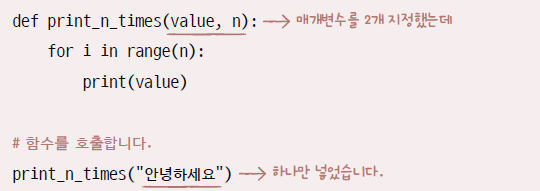 def print_n_times(value, n): → 매개변수를 2개 지정했는데
for i in range(n):
print(value)
# 함수를 호출합니다.
print_n_times("안녕하세요") → 하나만 넣었습니다.